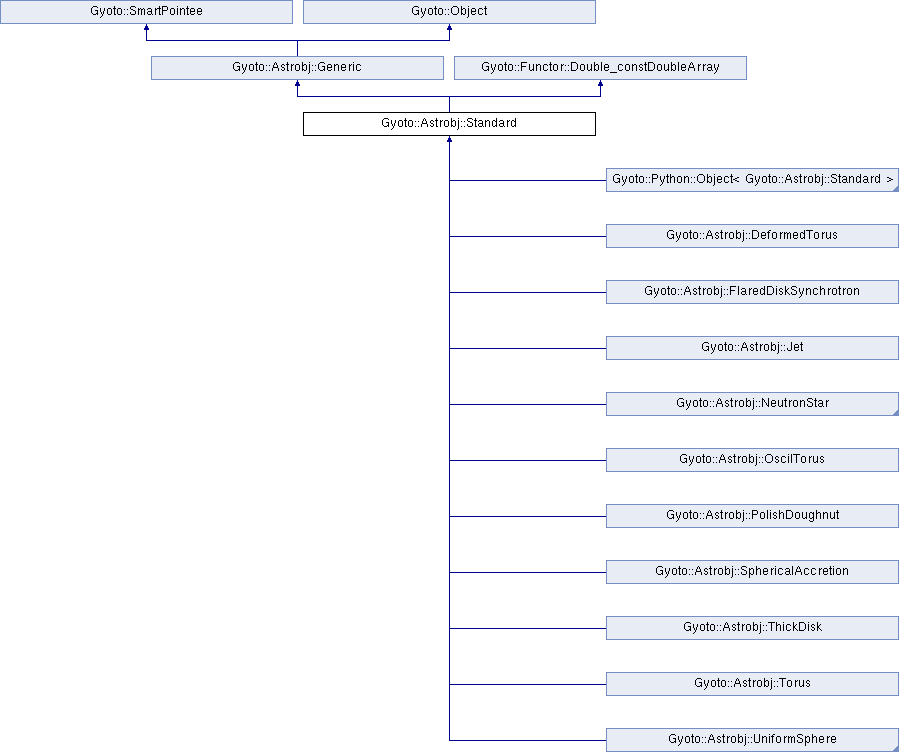 Gyoto::SmartPointee
Gyoto::Object
Gyoto::Astrobj::Generic
Gyoto::Functor::Double_constDoubleArray
Gyoto::Astrobj::Standard
Gyoto::Python::Object< Gyoto::Astrobj::Standard >
Gyoto::Astrobj::DeformedTorus
Gyoto::Astrobj::FlaredDiskSynchrotron
Gyoto::Astrobj::Jet
Gyoto::Astrobj::NeutronStar
Gyoto::Astrobj::OscilTorus
Gyoto::Astrobj::PolishDoughnut
Gyoto::Astrobj::SphericalAccretion
Gyoto::Astrobj::ThickDisk
Gyoto::Astrobj::Torus
Gyoto::Astrobj::UniformSphere